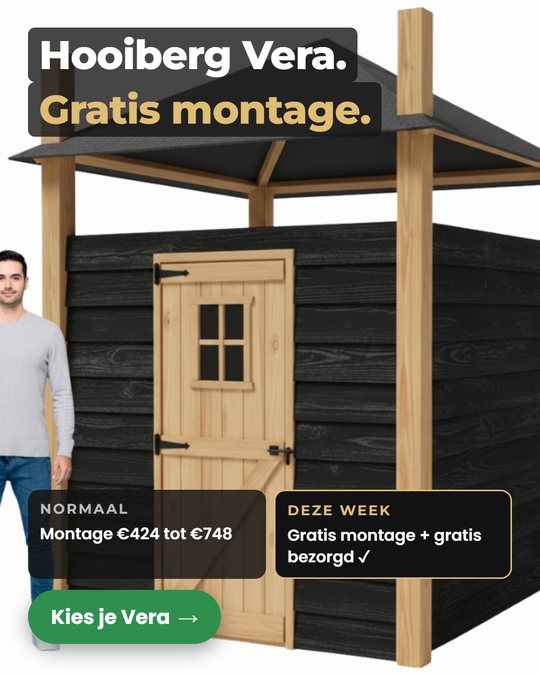 Hooiberg Vera.
Gratis montage.
NORMAAL
Montage €424 tot €748
DEZE WEEK
Gratis montage + gratis
bezorgd ✓
Kies je Vera →